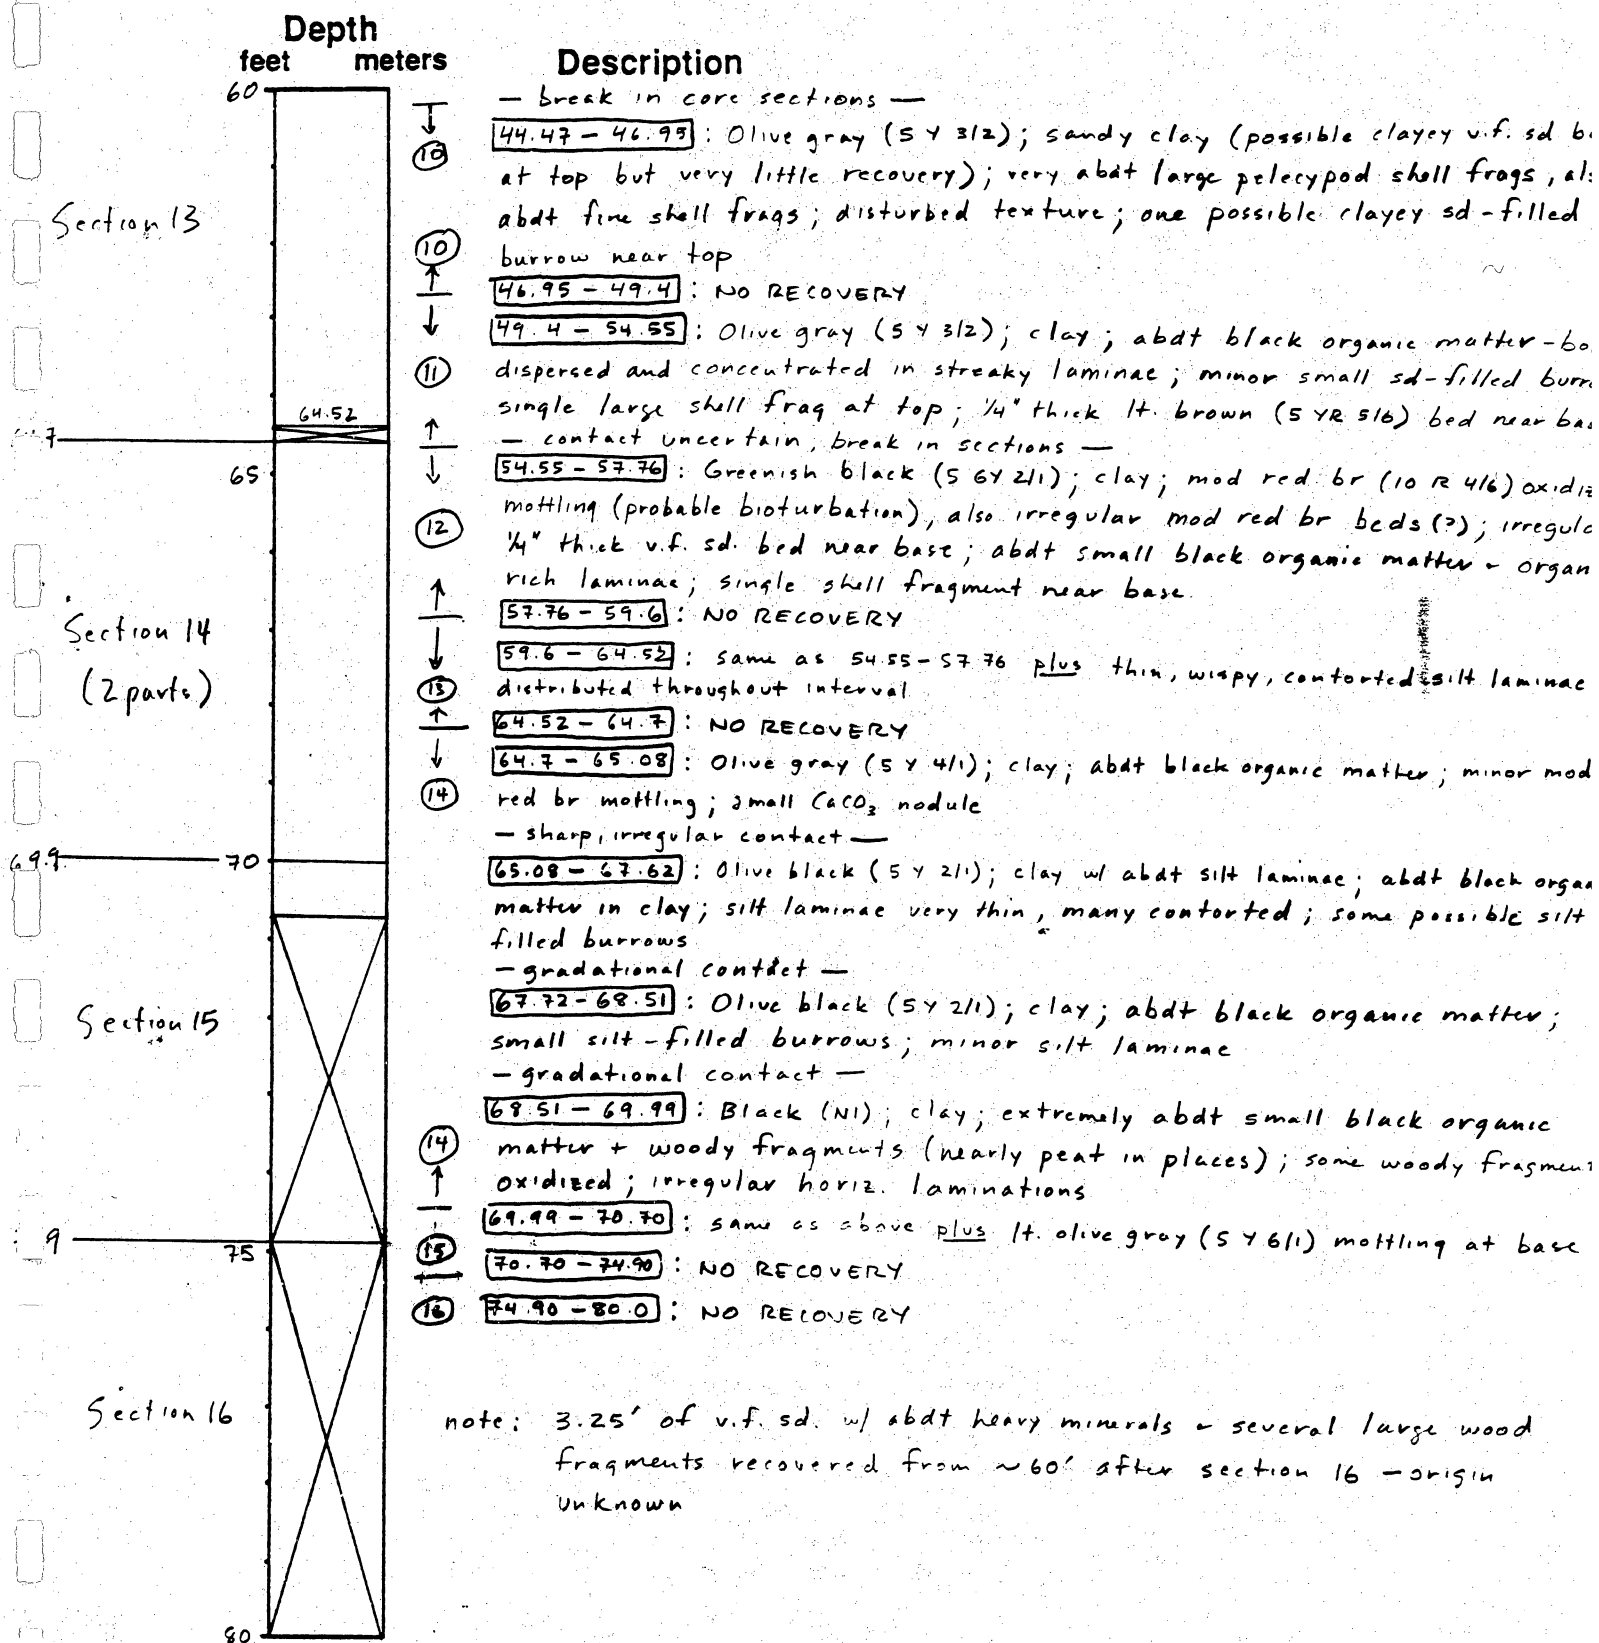 Depth
feet meters Description
60
— break in core sections —
10
44.47 – 46.95 : Olive gray (5 Y 3/2); sandy clay (possible clayey v.f. sd
at top but very little recovery); very abdt large pelecypod shell frags,
abdt fine shell frags; disturbed texture; one possible clayey sd-filled
burrow near top
Section 13
10
46.95 – 49.4 : NO RECOVERY
49.4 – 54.55 : Olive gray (5 Y 3/2); clay; abdt black organic matter -
11
dispersed and concentrated in streaky laminae; minor small sd-filled
single large shell frag at top; 1/4" thick lt. brown (5 YR 5/6) bed near
64.52
— contact uncertain, break in sections —
65
54.55 – 57.76 : Greenish black (5 GY 2/1); clay; mod red br (10 R 4/6)
mottling (probable bioturbation), also irregular mod red br beds (?);
12
1/4" thick v.f. sd. bed near base; abdt small black organic matter -
rich laminae; single shell fragment near base.
57.76 – 59.6 : NO RECOVERY
Section 14
(2 parts)
59.6 – 64.52 : same as 54.55–57.76 plus thin, wispy, contorted silt laminae
13
distributed throughout interval
64.52 – 64.7 : NO RECOVERY
64.7 – 65.08 : Olive gray (5 Y 4/1); clay; abdt black organic matter; minor mod
14
red br mottling; small CaCO3 nodule
— sharp, irregular contact —
69.9 70
65.08 – 67.62 : Olive black (5 Y 2/1); clay w/ abdt silt laminae; abdt black
matter in clay; silt laminae very thin, many contorted; some possible silt
filled burrows
— gradational contact —
67.72 – 68.51 : Olive black (5 Y 2/1); clay; abdt black organic matter;
Section 15
small silt-filled burrows; minor silt laminae
— gradational contact —
68.51 – 69.99 : Black (N1); clay; extremely abdt small black organic
14
matter + woody fragments (nearly peat in places); some woody
oxidized; irregular horiz. laminations
69.99 – 70.70 : same as above plus lt. olive gray (5 Y 6/1) mottling at base
9 75
15
70.70 – 74.90 : NO RECOVERY
16
74.90 – 80.0 : NO RECOVERY
Section 16
note: 3.25' of v.f. sd. w/ abdt heavy minerals - several large wood
fragments recovered from ~60' after section 16 — origin
unknown
80